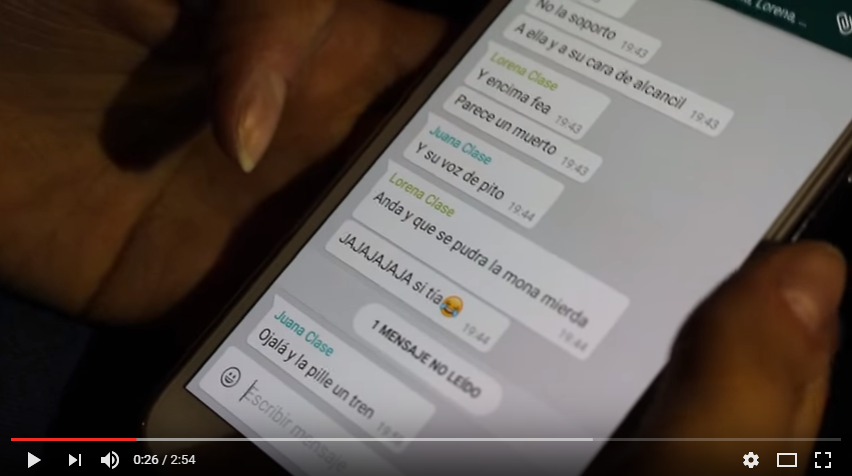 Lorena, ...
No la soporto 19:43
A ella y a su cara de alcancil 19:43
Lorena Clase
Y encima fea 19:43
Parece un muerto 19:43
Juana Clase
Y su voz de pito 19:44
Lorena Clase
Anda y que se pudra la mona mierda 19:44
JAJAJAJAJA si tía😂 19:44
1 MENSAJE NO LEÍDO
Juana Clase
Ojalá y la pille un tren
Escribir mensaje
0:26 / 2:54